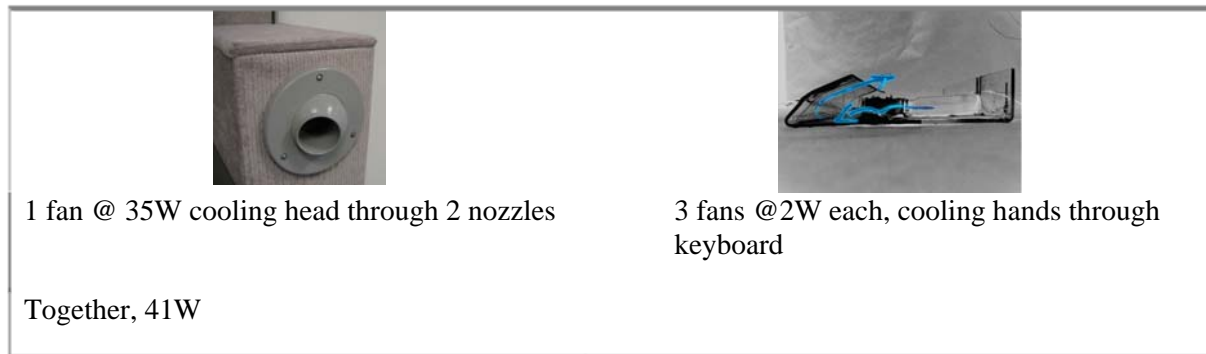 1 fan @ 35W cooling head through 2 nozzles
3 fans @2W each, cooling hands through
keyboard
Together, 41W